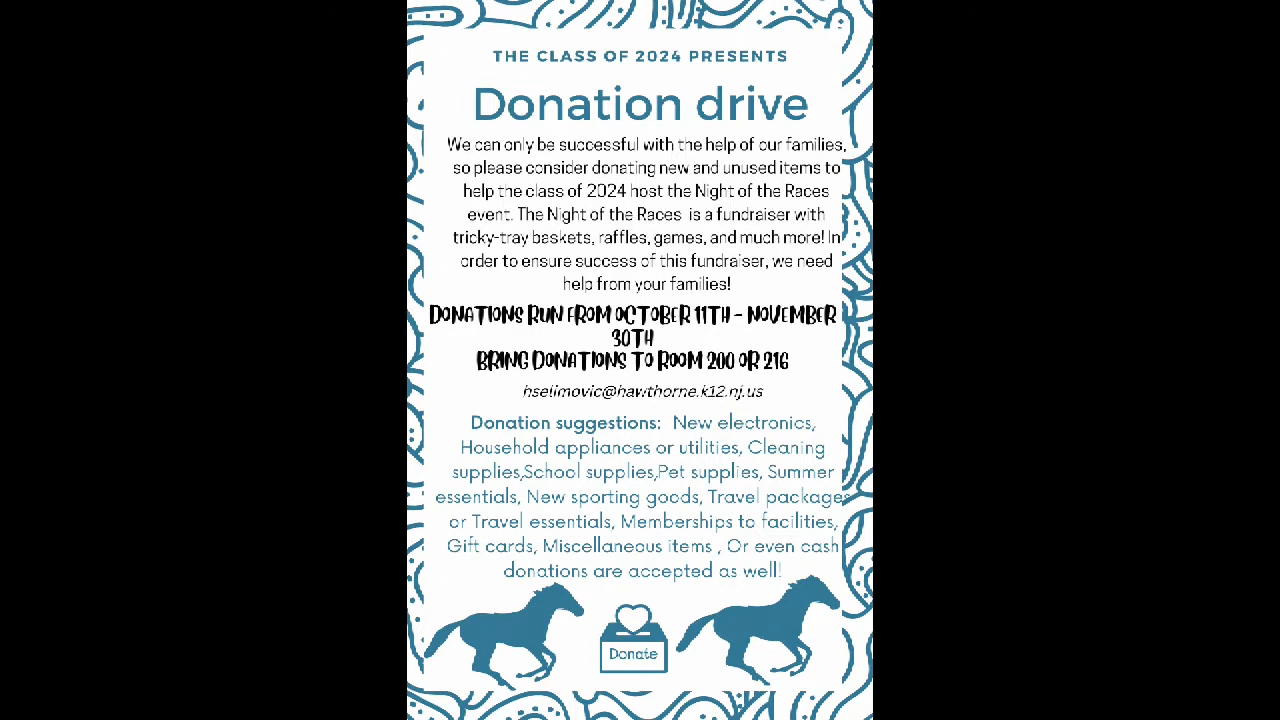 THE CLASS OF 2024 PRESENTS
Donation drive
We can only be successful with the help of our families,
so please consider donating new and unused items to
help the class of 2024 host the Night of the Races
event. The Night of the Races is a fundraiser with
tricky-tray baskets, raffles, games, and much more! In
order to ensure success of this fundraiser, we need
help from your families!
DONATIONS RUN FROM OCTOBER 11TH - NOVEMBER
30TH
BRING DONATIONS TO ROOM 200 OR 216
hselimovic@hawthorne.k12.nj.us
Donation suggestions: New electronics,
Household appliances or utilities, Cleaning
supplies,School supplies,Pet supplies, Summer
essentials, New sporting goods, Travel packages
or Travel essentials, Memberships to facilities,
Gift cards, Miscellaneous items , Or even cash
donations are accepted as well!
Donate